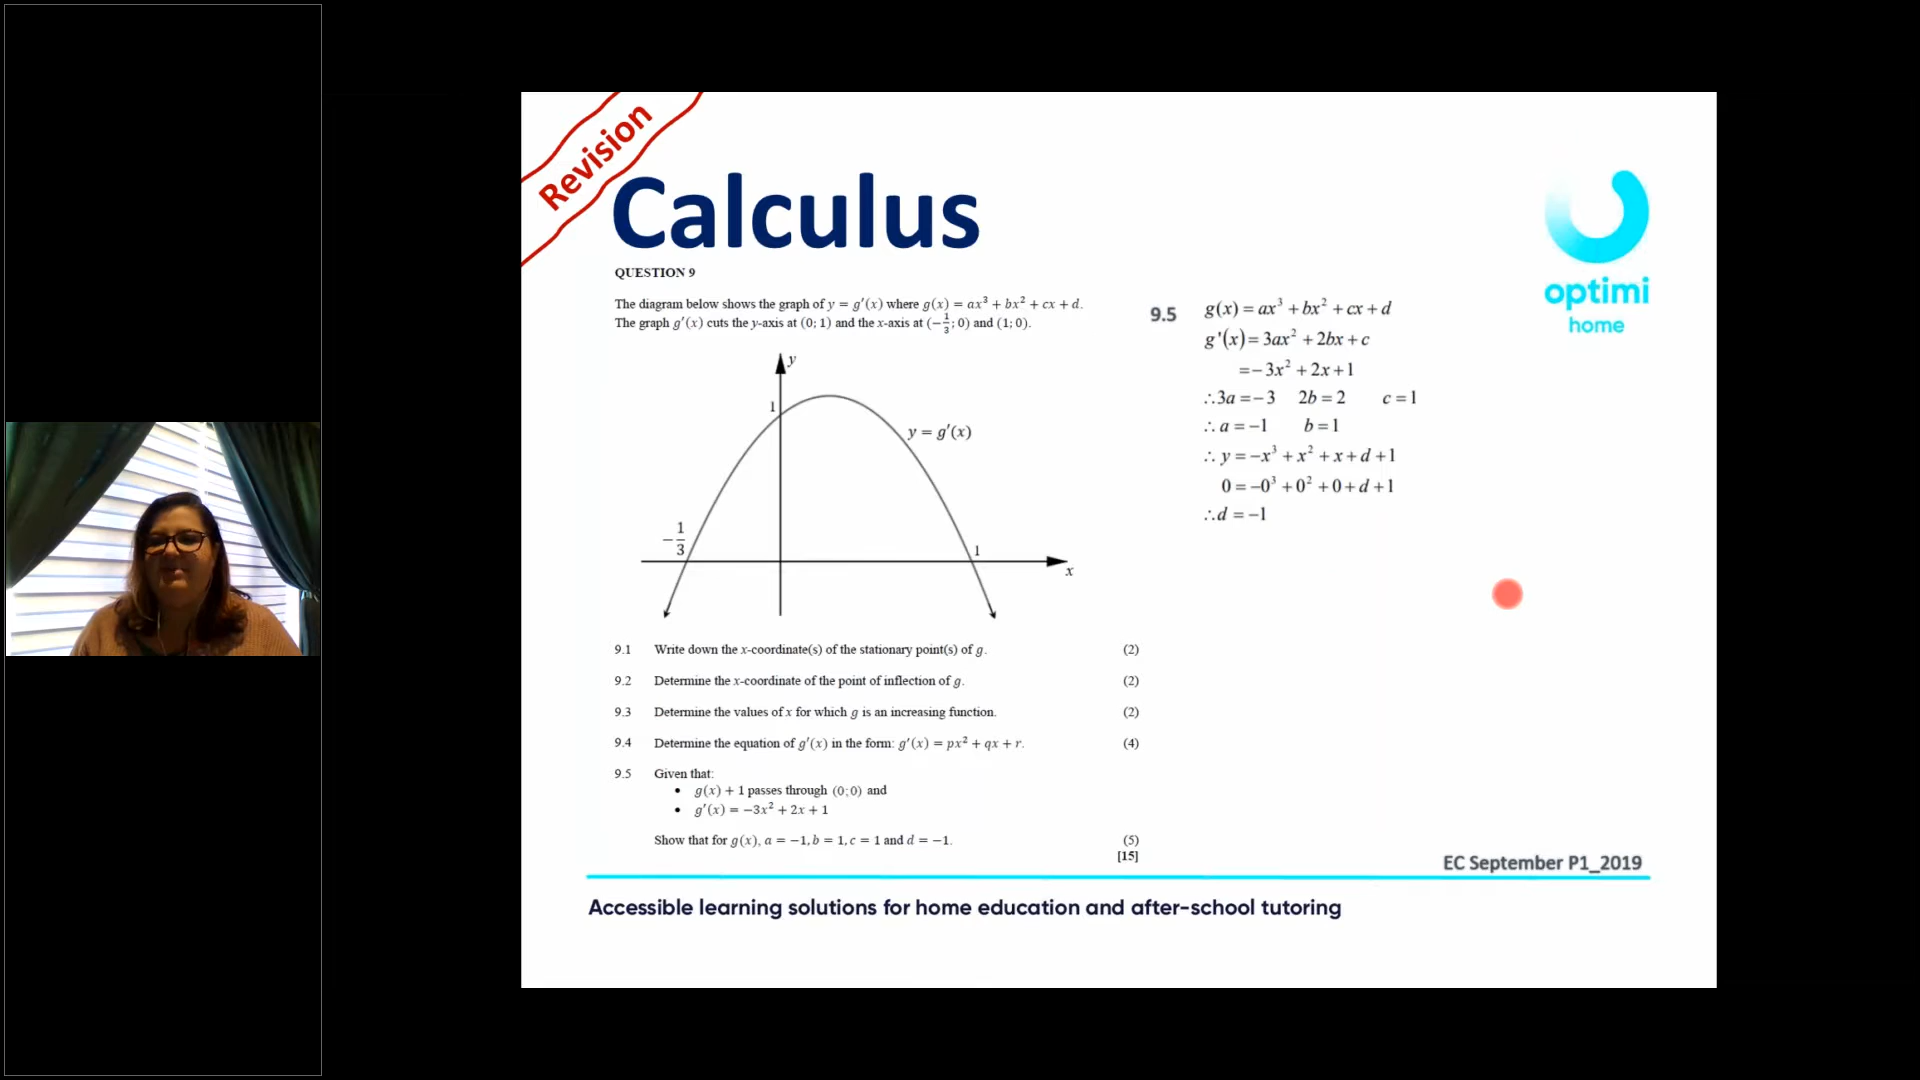 Revision
Calculus
optimi
home
QUESTION 9
The diagram below shows the graph of y = g′(x) where g(x) = ax³ + bx² + cx + d.
The graph g′(x) cuts the y-axis at (0; 1) and the x-axis at (−1/3; 0) and (1; 0).
y
1
y = g′(x)
−1/3
1
x
9.1 Write down the x-coordinate(s) of the stationary point(s) of g. (2)
9.2 Determine the x-coordinate of the point of inflection of g. (2)
9.3 Determine the values of x for which g is an increasing function. (2)
9.4 Determine the equation of g′(x) in the form: g′(x) = px² + qx + r. (4)
9.5 Given that:
• g(x) + 1 passes through (0;0) and
• g′(x) = −3x² + 2x + 1
Show that for g(x), a = −1, b = 1, c = 1 and d = −1. (5)
[15]
9.5 g(x) = ax³ + bx² + cx + d
g'(x) = 3ax² + 2bx + c
= −3x² + 2x + 1
∴3a = −3 2b = 2 c = 1
∴ a = −1 b = 1
∴ y = −x³ + x² + x + d + 1
0 = −0³ + 0² + 0 + d + 1
∴d = −1
EC September P1_2019
Accessible learning solutions for home education and after-school tutoring